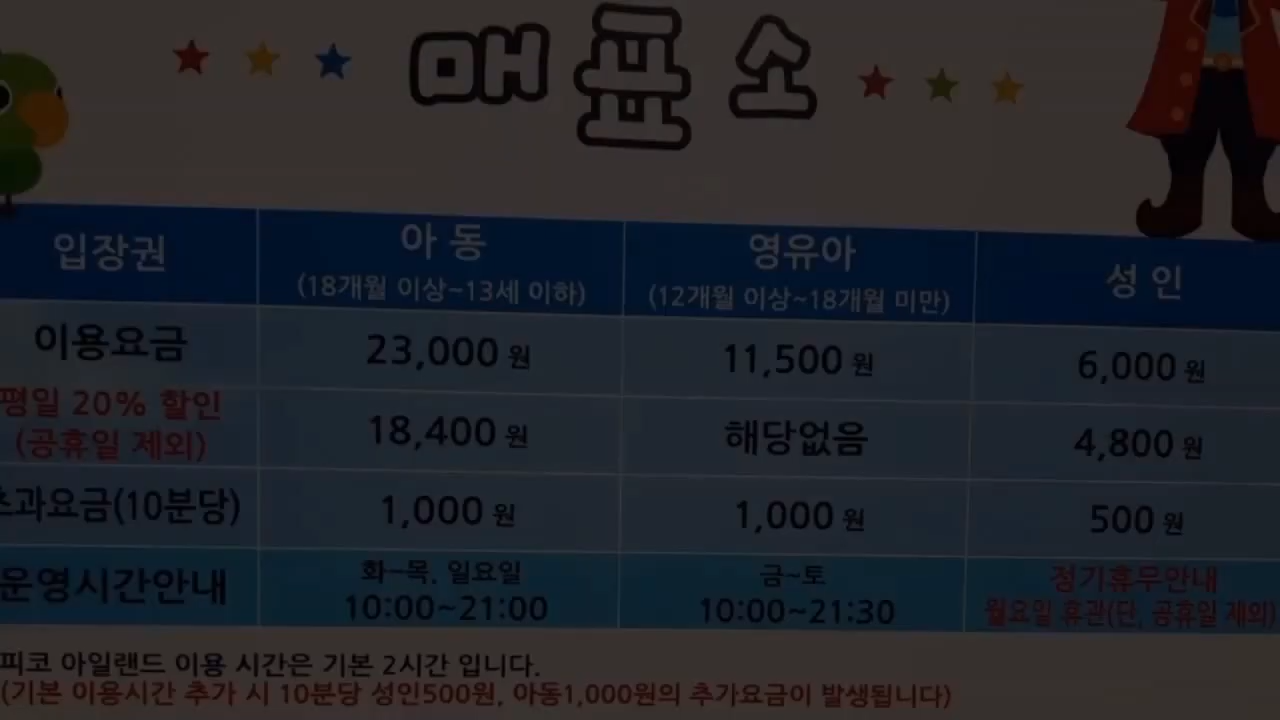 매표소
입장권
아 동
(18개월 이상~13세 이하)
영유아
(12개월 이상~18개월 미만)
성 인
이용요금
23,000 원
11,500 원
6,000 원
평일 20% 할인
(공휴일 제외)
18,400 원
해당없음
4,800 원
초과요금(10분당)
1,000 원
1,000 원
500 원
운영시간안내
화~목, 일요일
10:00~21:00
금~토
10:00~21:30
정기휴무안내
월요일 휴관(단, 공휴일 제외)
피코 아일랜드 이용 시간은 기본 2시간 입니다.
(기본 이용시간 추가 시 10분당 성인500원, 아동1,000원의 추가요금이 발생됩니다)